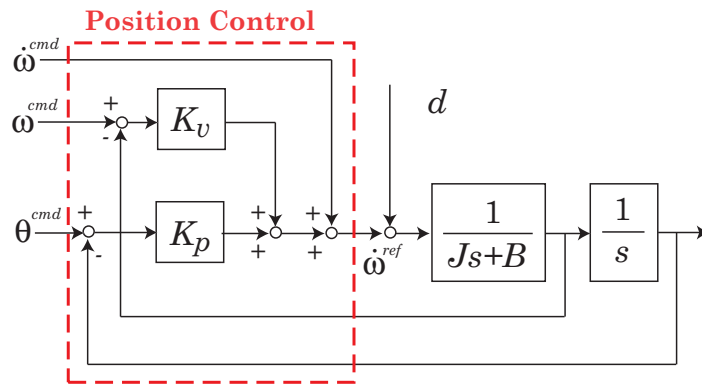 Position Control
ω̇^cmd
d
ω^cmd
+
-
K_v
θ^cmd
+
-
K_p
+
+
+
+
ω̇^ref
1
Js+B
1
s